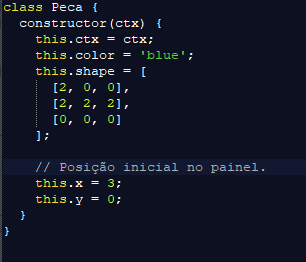 class Peca {
  constructor(ctx) {
    this.ctx = ctx;
    this.color = 'blue';
    this.shape = [
      [2, 0, 0],
      [2, 2, 2],
      [0, 0, 0]
    ];

    // Posição inicial no painel.
    this.x = 3;
    this.y = 0;
  }
}